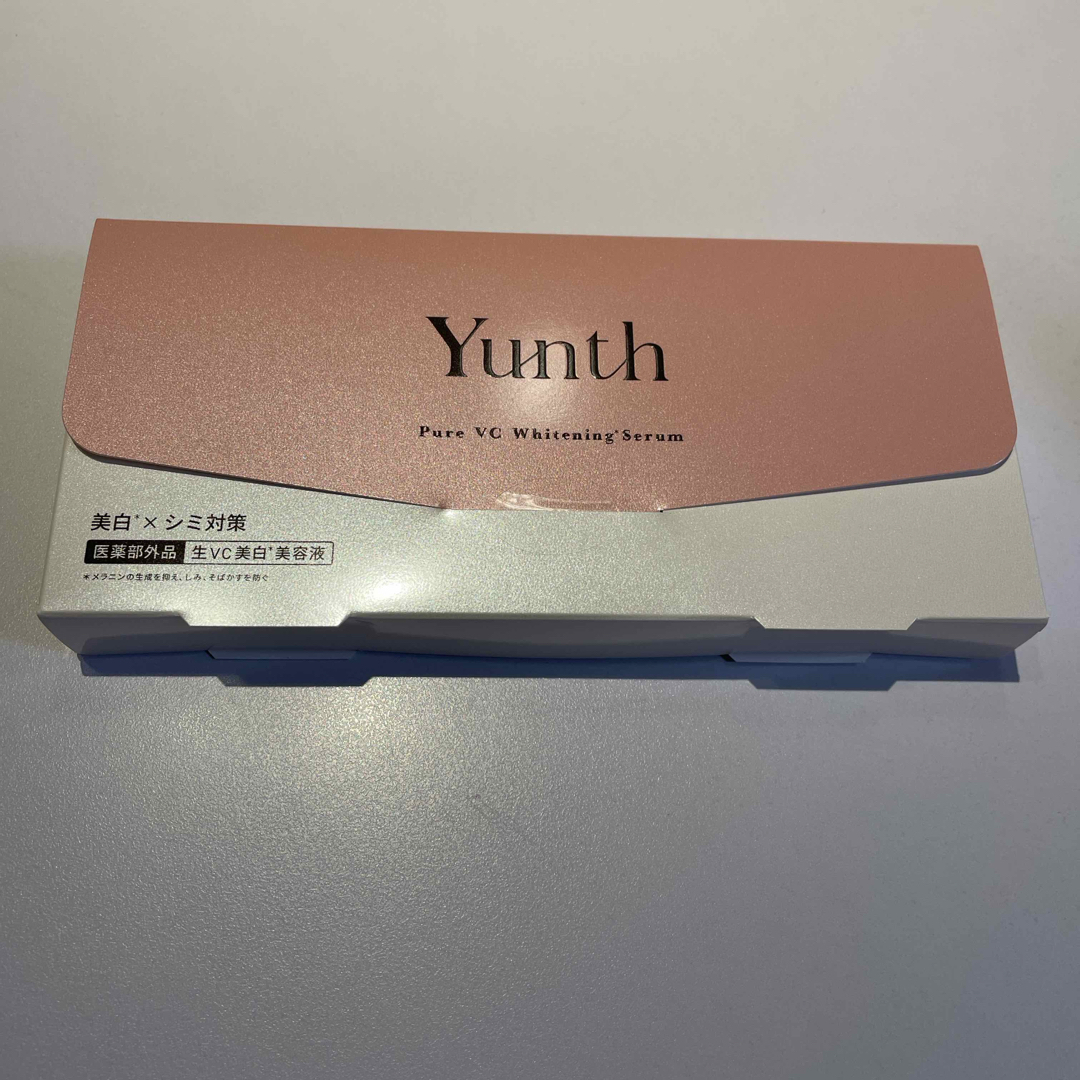 Yunth
Pure VC Whitening*Serum
美白*×シミ対策
医薬部外品 生VC美白*美容液
*メラニンの生成を抑え、しみ、そばかすを防ぐ